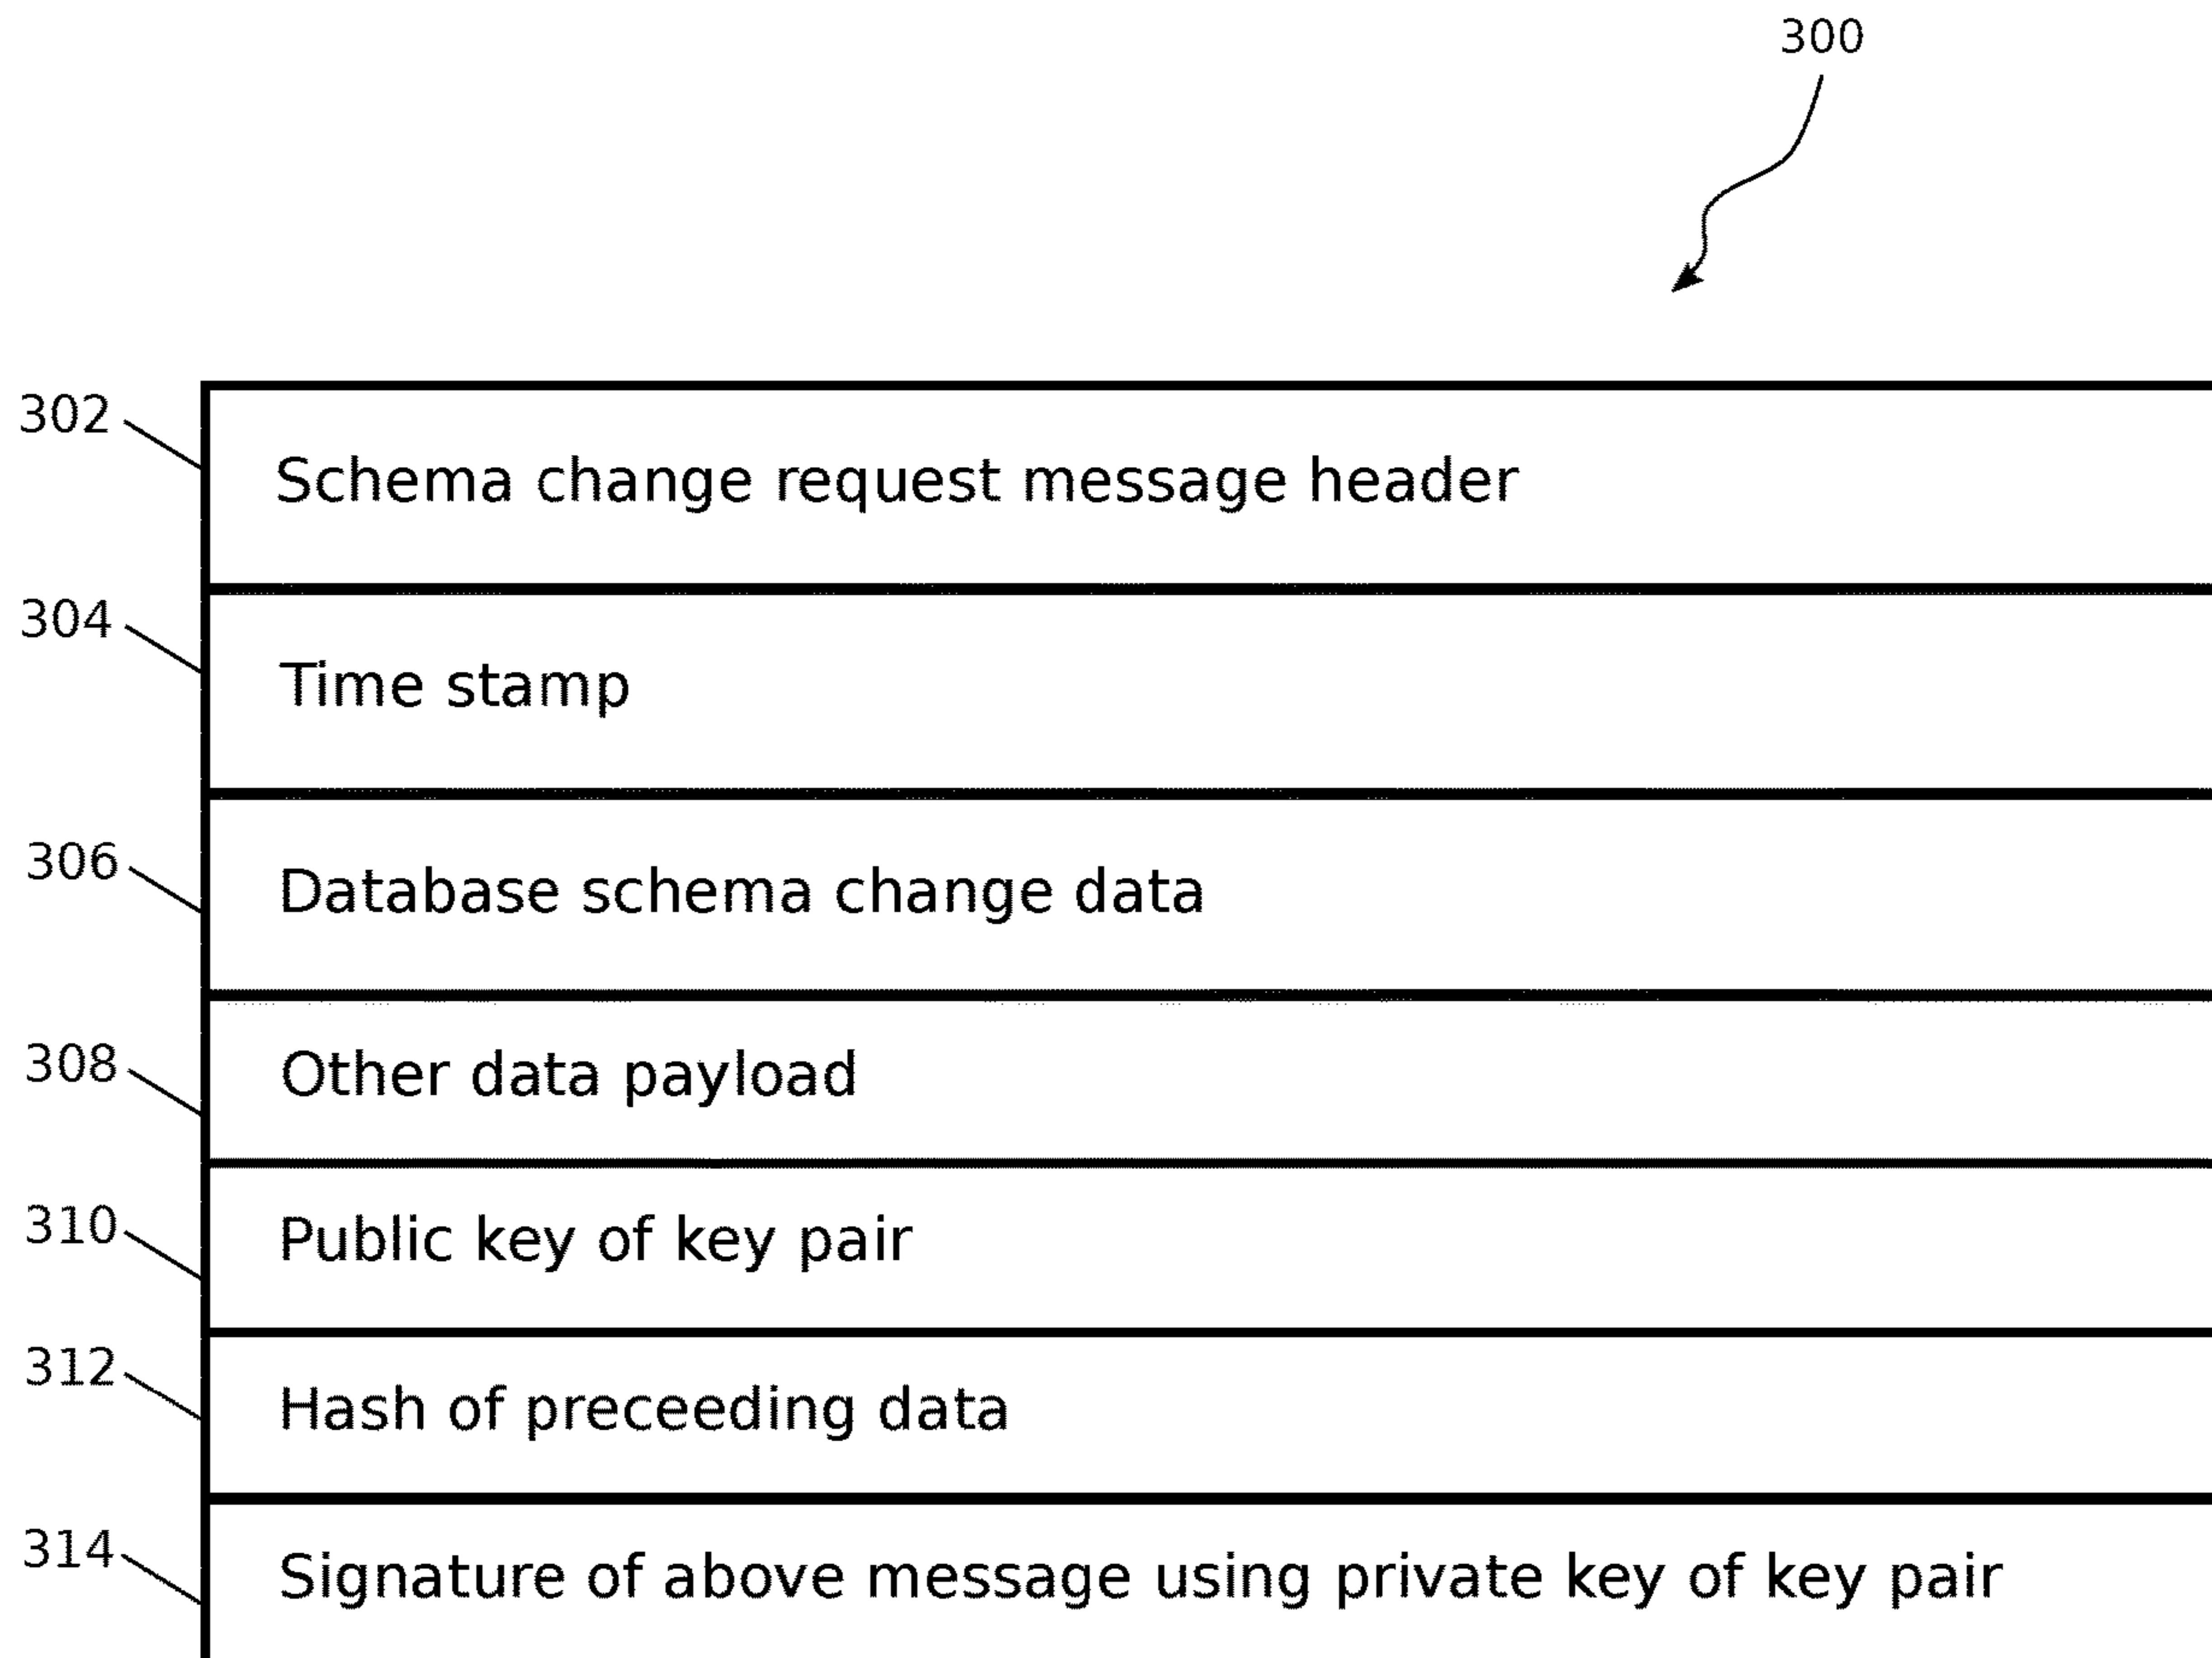 300
302
Schema change request message header
304
Time stamp
306
Database schema change data
308
Other data payload
310
Public key of key pair
312
Hash of preceeding data
314
Signature of above message using private key of key pair